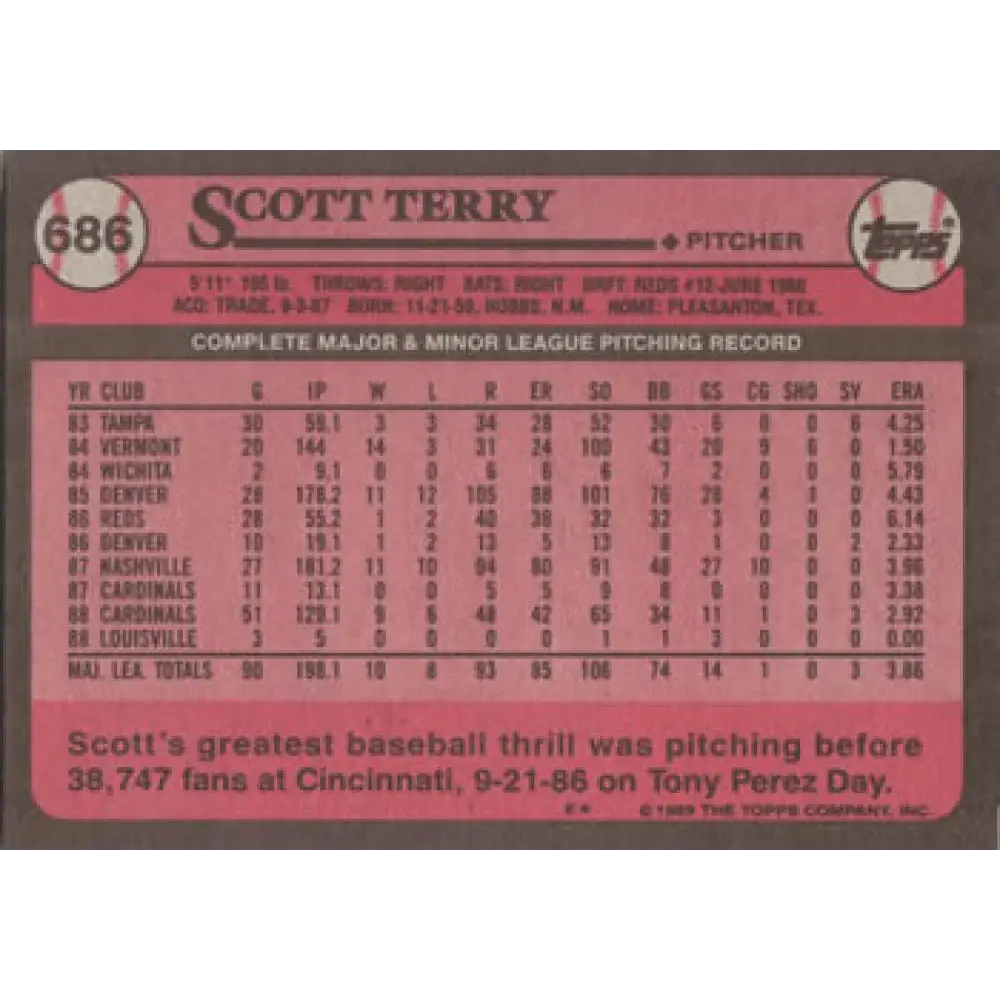 686
SCOTT TERRY
PITCHER
topps®
5'11" 195 lb. THROWS: RIGHT BATS: RIGHT DRFT: REDS #12-JUNE
ACQ: TRADE, 9-3-87 BORN: 11-21-59, HOBBS, N.M. HOME: PLEASANTON, TEX.
COMPLETE MAJOR & MINOR LEAGUE PITCHING RECORD
YR CLUB G IP W L R ER SO BB GS CG SHO SV ERA
83 TAMPA 30 59.1 3 3 34 28 52 30 6 0 0 6 4.25
84 VERMONT 20 144 14 3 31 24 100 43 20 9 6 0 1.50
84 WICHITA 2 9.1 0 0 6 6 6 7 2 0 0 0 5.79
85 DENVER 28 178.2 11 12 105 88 101 76 28 4 1 0 4.43
86 REDS 28 55.2 1 2 40 38 32 32 3 0 0 0 6.14
86 DENVER 10 19.1 1 2 13 5 13 8 1 0 0 2 2.33
87 NASHVILLE 27 181.2 11 10 94 80 91 48 27 10 0 0 3.96
87 CARDINALS 11 13.1 0 0 5 5 9 8 0 0 0 0 3.38
88 CARDINALS 51 129.1 9 6 48 42 65 34 11 1 0 3 2.92
88 LOUISVILLE 3 5 0 0 0 0 1 1 3 0 0 0 0.00
MAJ. LEA. TOTALS 90 198.1 10 8 93 85 106 74 14 1 0 3 3.86
Scott's greatest baseball thrill was pitching before
38,747 fans at Cincinnati, 9-21-86 on Tony Perez Day.
E* © 1989 THE TOPPS COMPANY, INC.